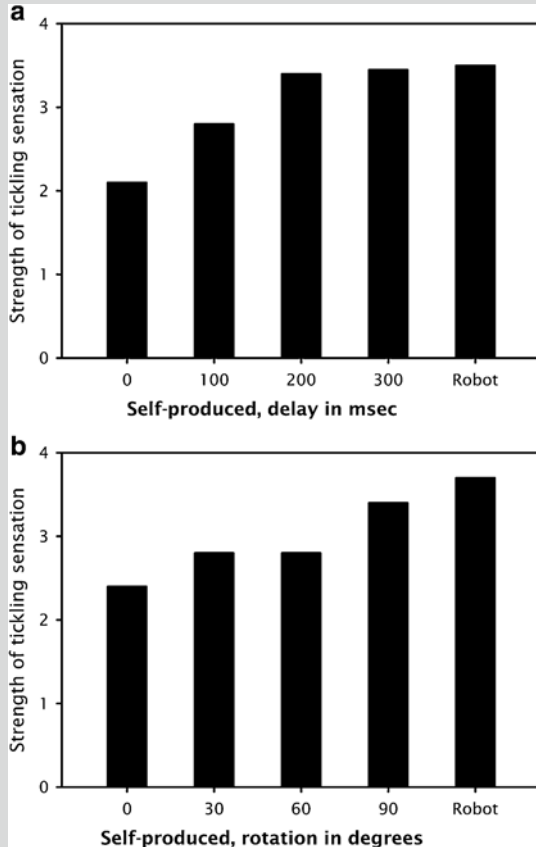 a
Strength of tickling sensation
4
3
2
1
0
0 100 200 300 Robot
Self-produced, delay in msec
b
Strength of tickling sensation
4
3
2
1
0
0 30 60 90 Robot
Self-produced, rotation in degrees